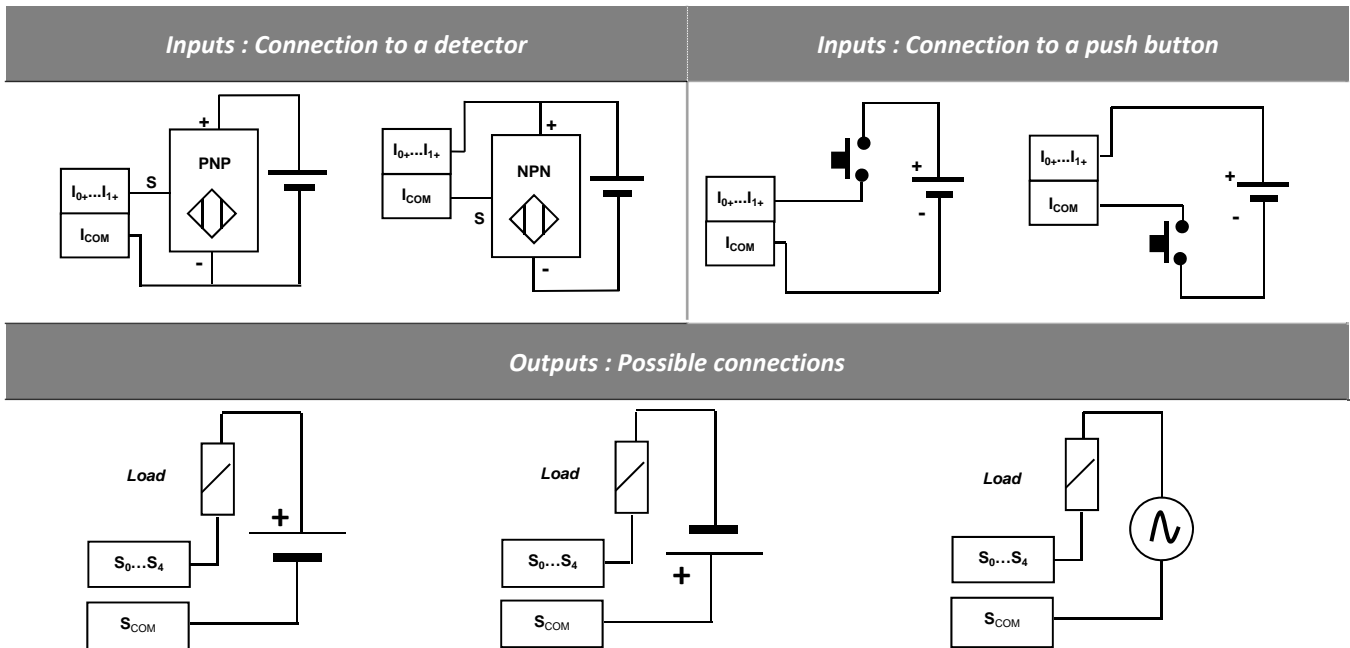 Inputs : Connection to a detector
+
PNP
I0+...I1+
S
ICOM
-
+
I0+...I1+
NPN
ICOM
S
-
Inputs : Connection to a push button
+
I0+...I1+
ICOM
-
I0+...I1+
+
ICOM
-
Outputs : Possible connections
Load
+
S0...S4
SCOM
Load
S0...S4
+
SCOM
Load
S0...S4
SCOM